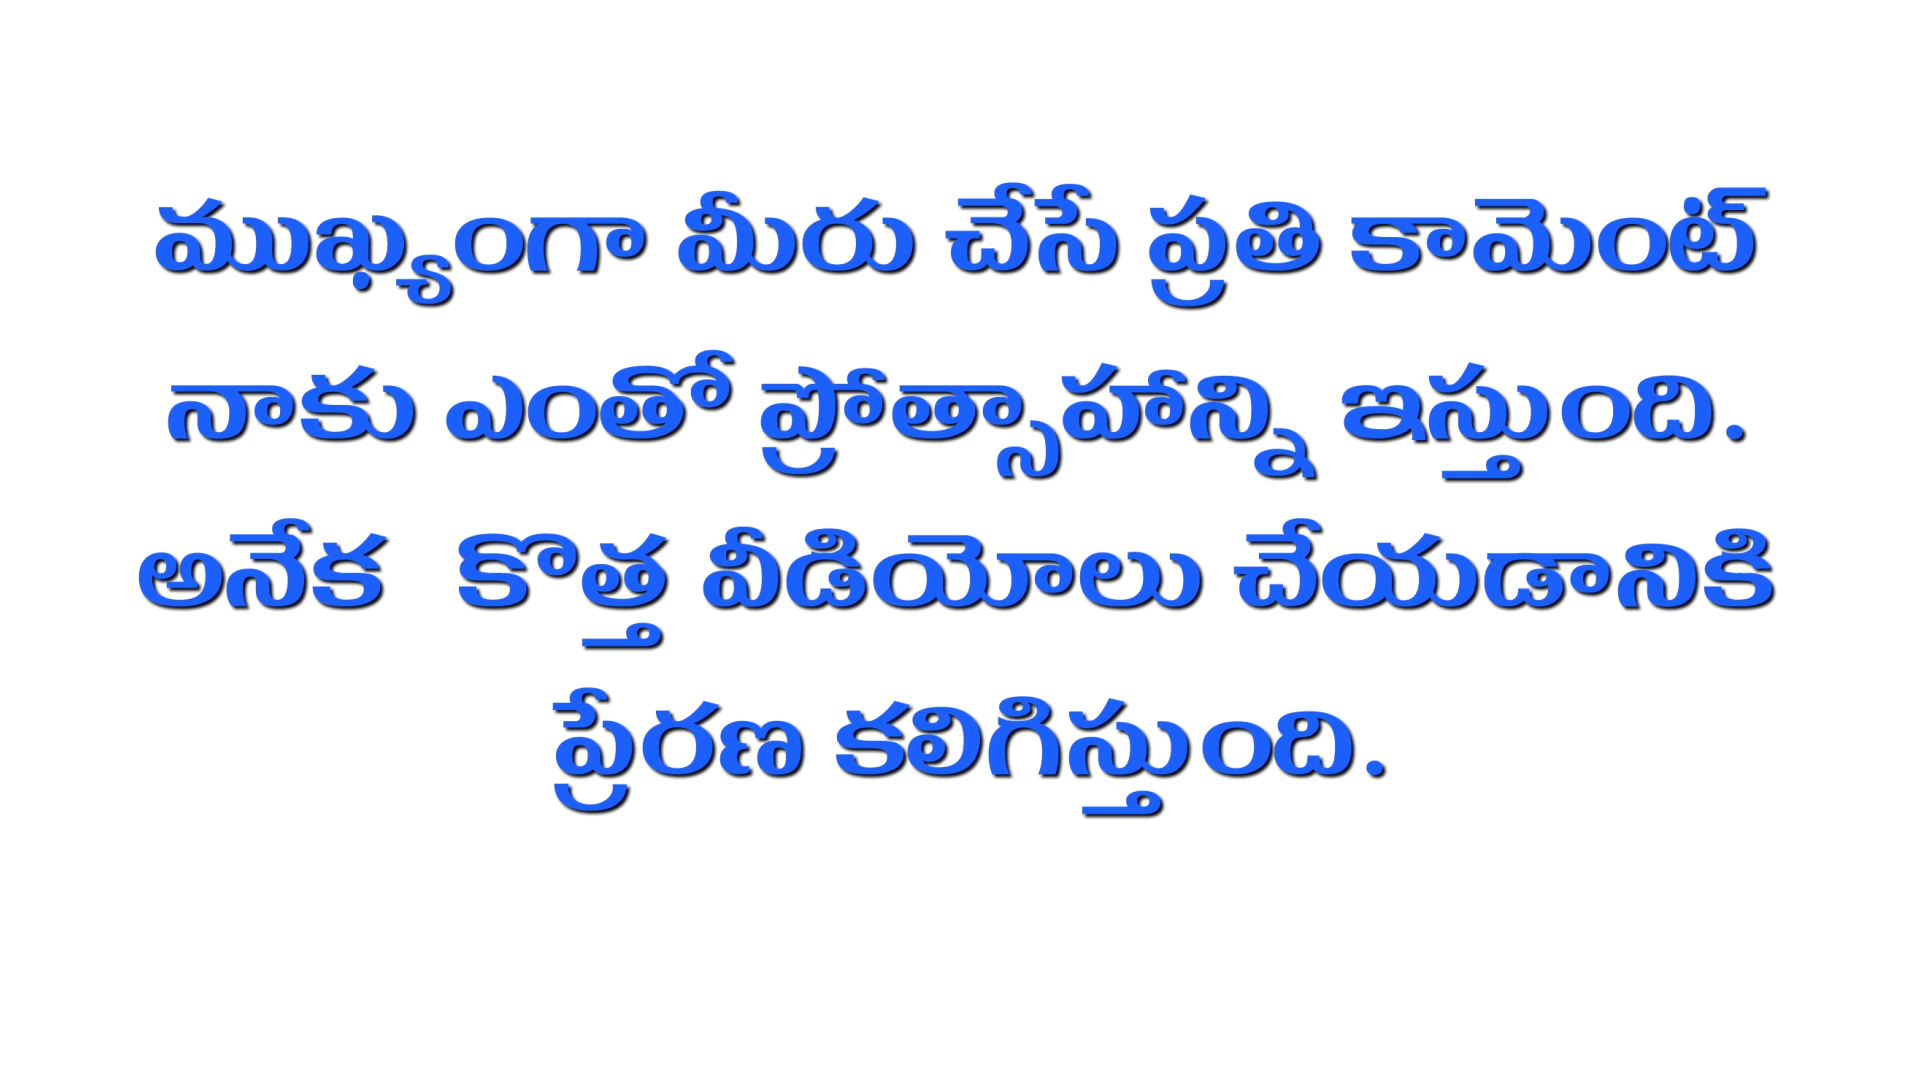 ముఖ్యంగా మీరు చేసే ప్రతి కామెంట్
నాకు ఎంతో ప్రోత్సాహాన్ని ఇస్తుంది.
అనేక  కొత్త వీడియోలు చేయడానికి
ప్రేరణ కలిగిస్తుంది.